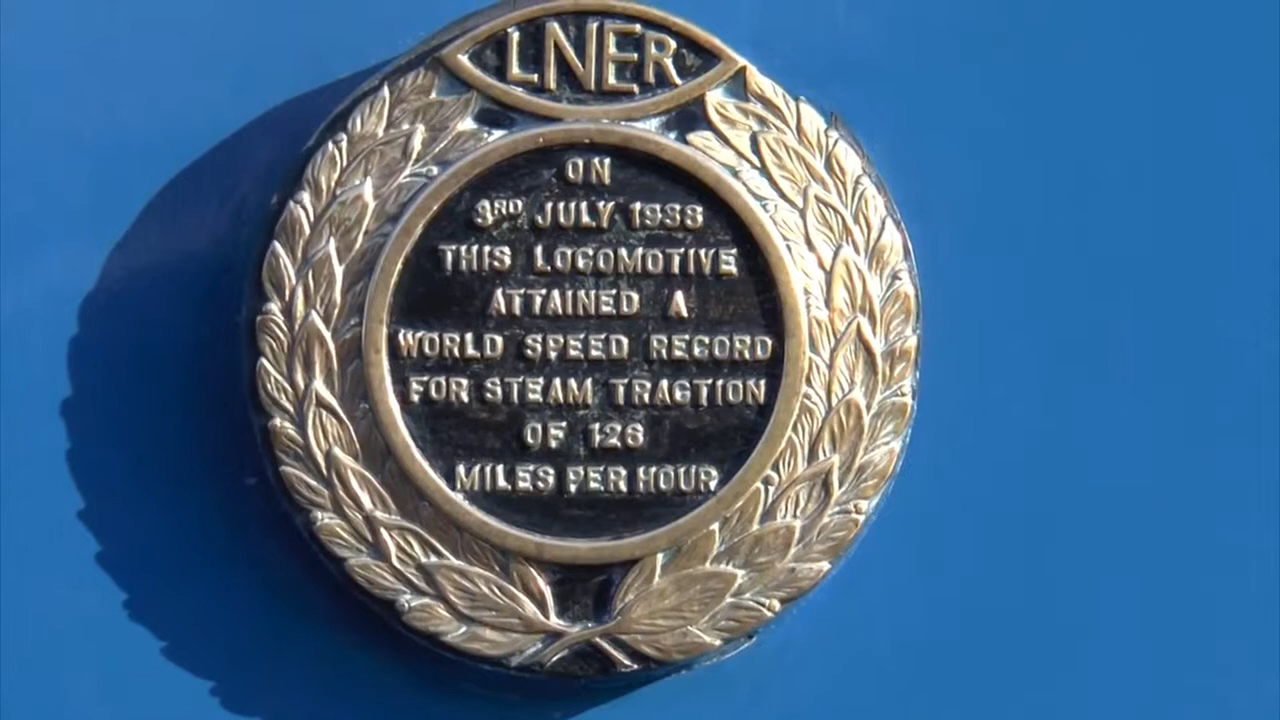 LNER
ON
3RD JULY 1938
THIS LOCOMOTIVE
ATTAINED A
WORLD SPEED RECORD
FOR STEAM TRACTION
OF 126
MILES PER HOUR